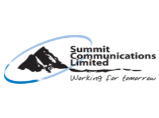 Summit
Communications
Limited
Working for tomorrow